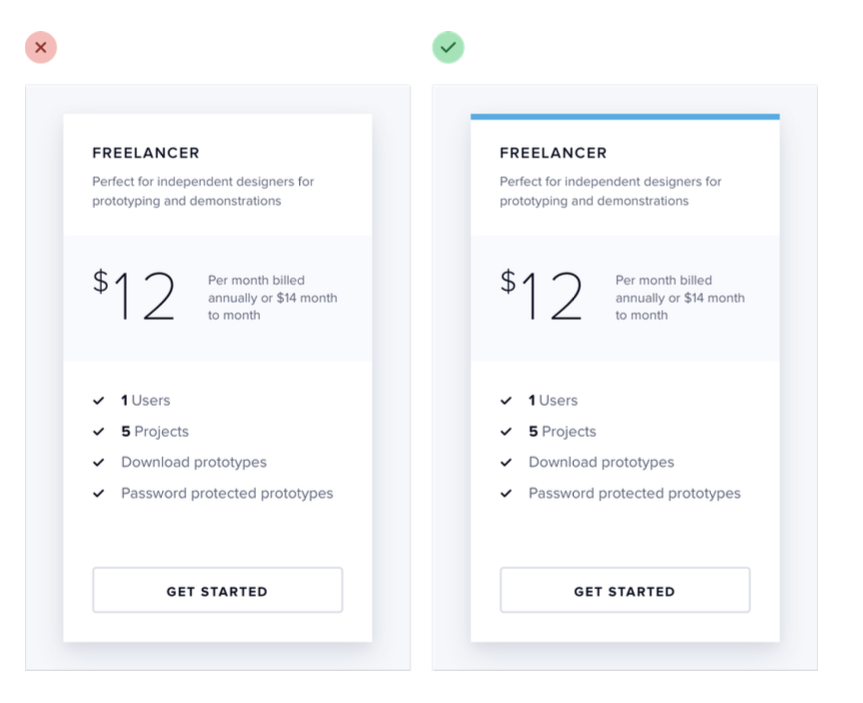 FREELANCER
Perfect for independent designers for
prototyping and demonstrations
$12
Per month billed
annually or $14 month
to month
1 Users
5 Projects
Download prototypes
Password protected prototypes
GET STARTED
FREELANCER
Perfect for independent designers for
prototyping and demonstrations
$12
Per month billed
annually or $14 month
to month
1 Users
5 Projects
Download prototypes
Password protected prototypes
GET STARTED